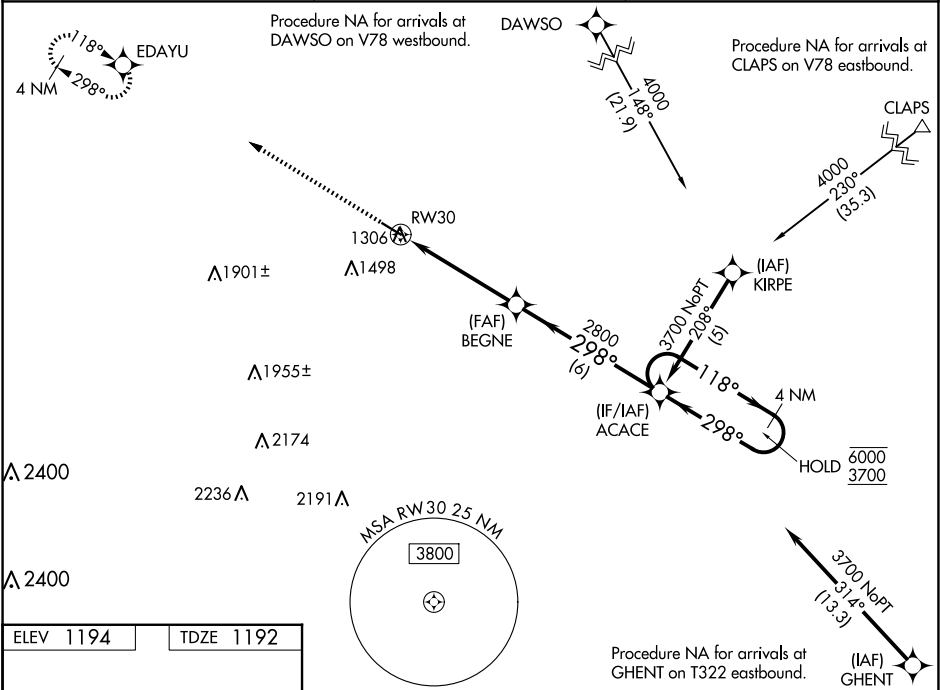 Procedure NA for arrivals at
DAWSO on V78 westbound.
DAWSO
Procedure NA for arrivals at
CLAPS on V78 eastbound.
118°
EDAYU
4 NM
298°
4000
148°
(21.9)
CLAPS
4000
230°
(35.3)
RW30
1306
1901±
1498
(IAF)
KIRPE
3700 NoPT
208°
(5)
(FAF)
BEGNE
2800
298°
(6)
118°
4 NM
1955±
(IF/IAF)
ACACE
298°
HOLD
6000
3700
2174
2400
2236
2191
MSA RW30 25 NM
3800
3700 NoPT
314°
(13.3)
2400
ELEV 1194
TDZE 1192
Procedure NA for arrivals at
GHENT on T322 eastbound.
(IAF)
GHENT